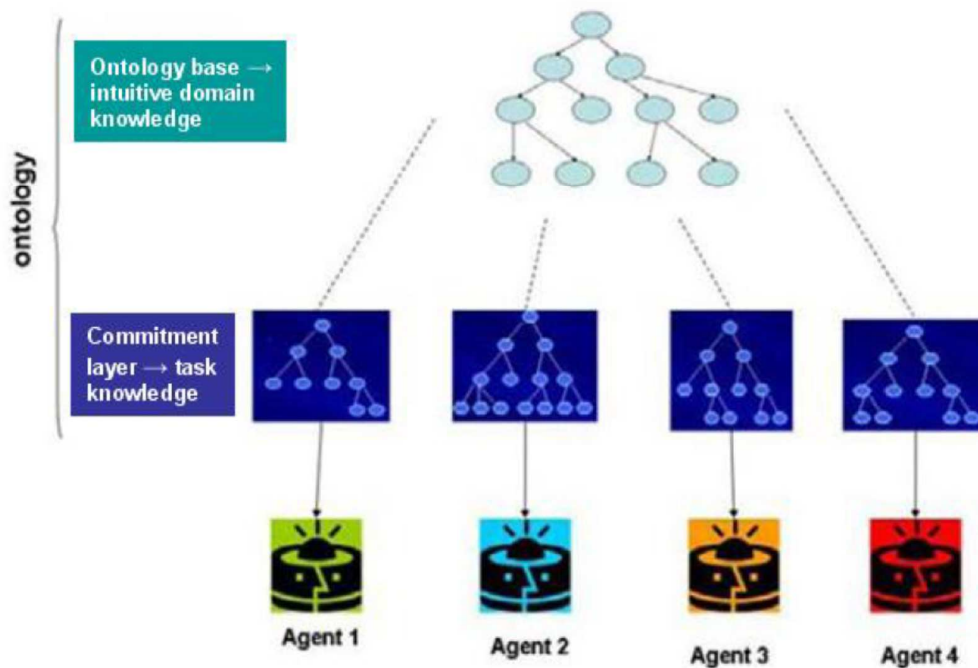 Ontology base →
intuitive domain
knowledge
ontology
Commitment
layer → task
knowledge
Agent 1
Agent 2
Agent 3
Agent 4